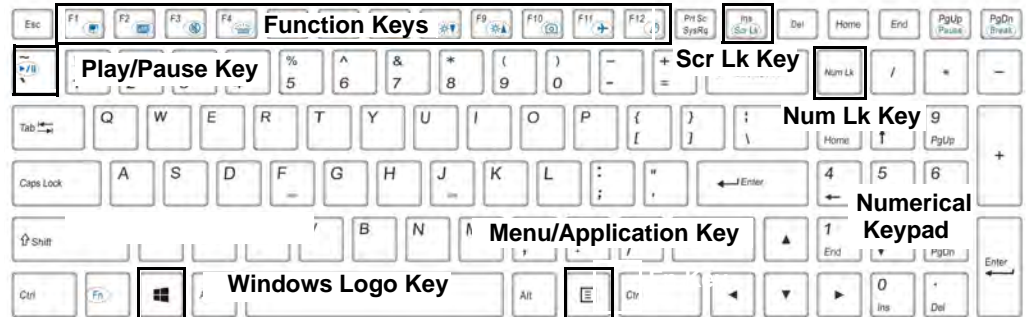 Esc F1 F2 F3 F4 Function Keys F9 F10 F11 F12 Prt Sc SysRq Ins Scr Lk Del Home End PgUp Pause PgDn Break
~ ` Play/Pause Key % 5 ^ 6 & 7 * 8 ( 9 ) 0 _ - + = Scr Lk Key Num Lk / * –
Tab Q W E R T Y U I O P { [ } ] | \ Num Lk Key Home 9 PgUp +
Caps Lock A S D F G H J K L : ; " ' Enter 4 5 6
Shift B N Menu/Application Key 1 End Numerical Keypad PgDn Enter
Ctrl Fn Windows Logo Key Alt Ctr 0 Ins . Del